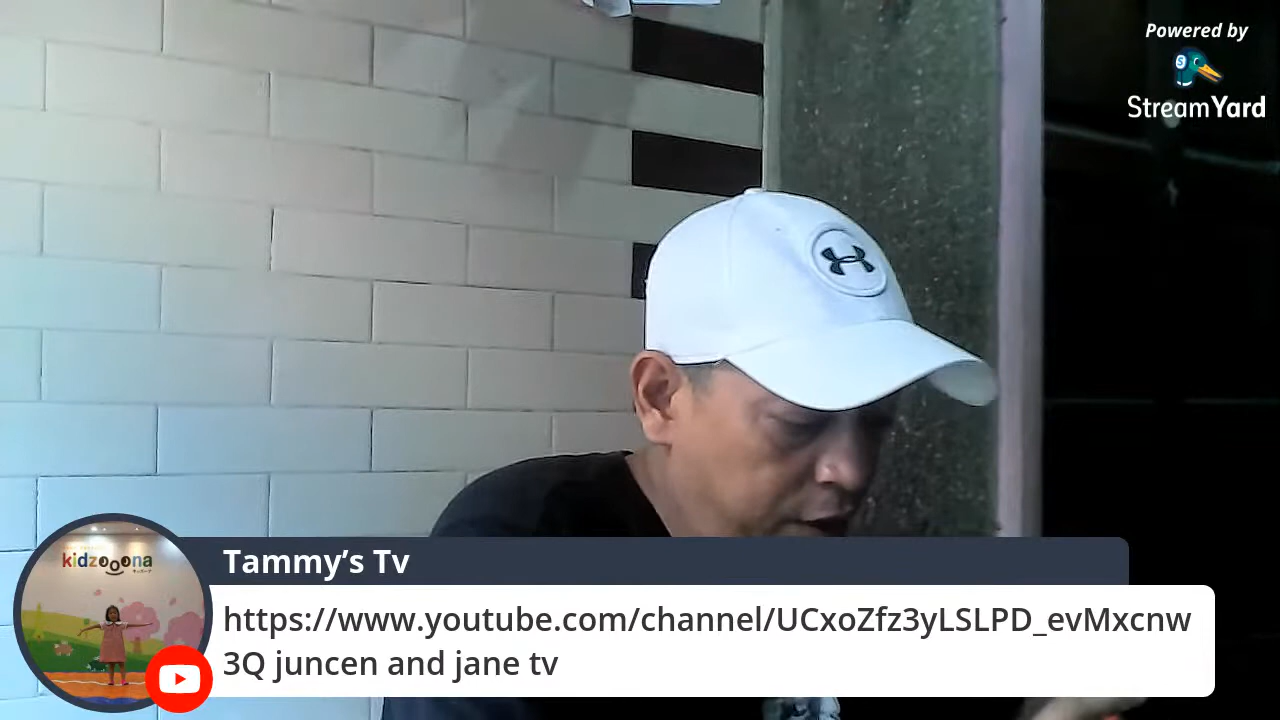 Powered by
StreamYard
kidzooona
Tammy's Tv
https://www.youtube.com/channel/UCxoZfz3yLSLPD_evMxcnw
3Q juncen and jane tv